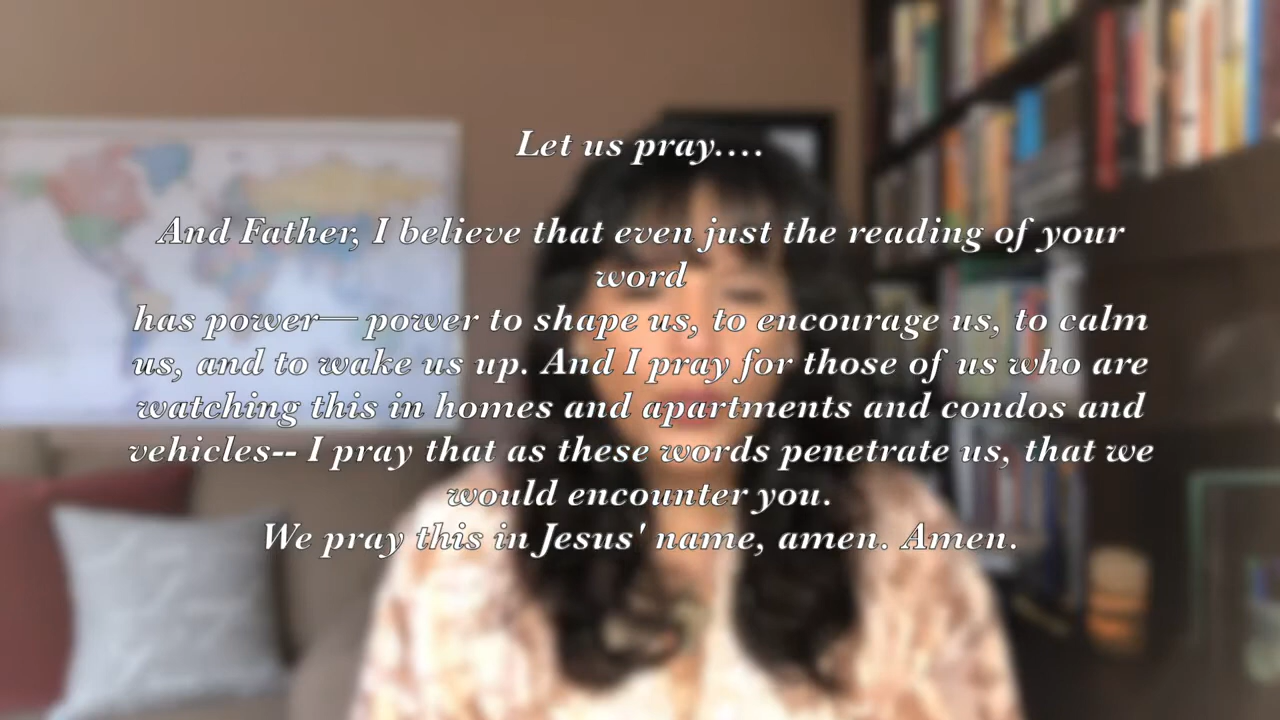 Let us pray....
And Father, I believe that even just the reading of your
word
has power— power to shape us, to encourage us, to calm
us, and to wake us up. And I pray for those of us who are
watching this in homes and apartments and condos and
vehicles-- I pray that as these words penetrate us, that we
would encounter you.
We pray this in Jesus' name, amen. Amen.